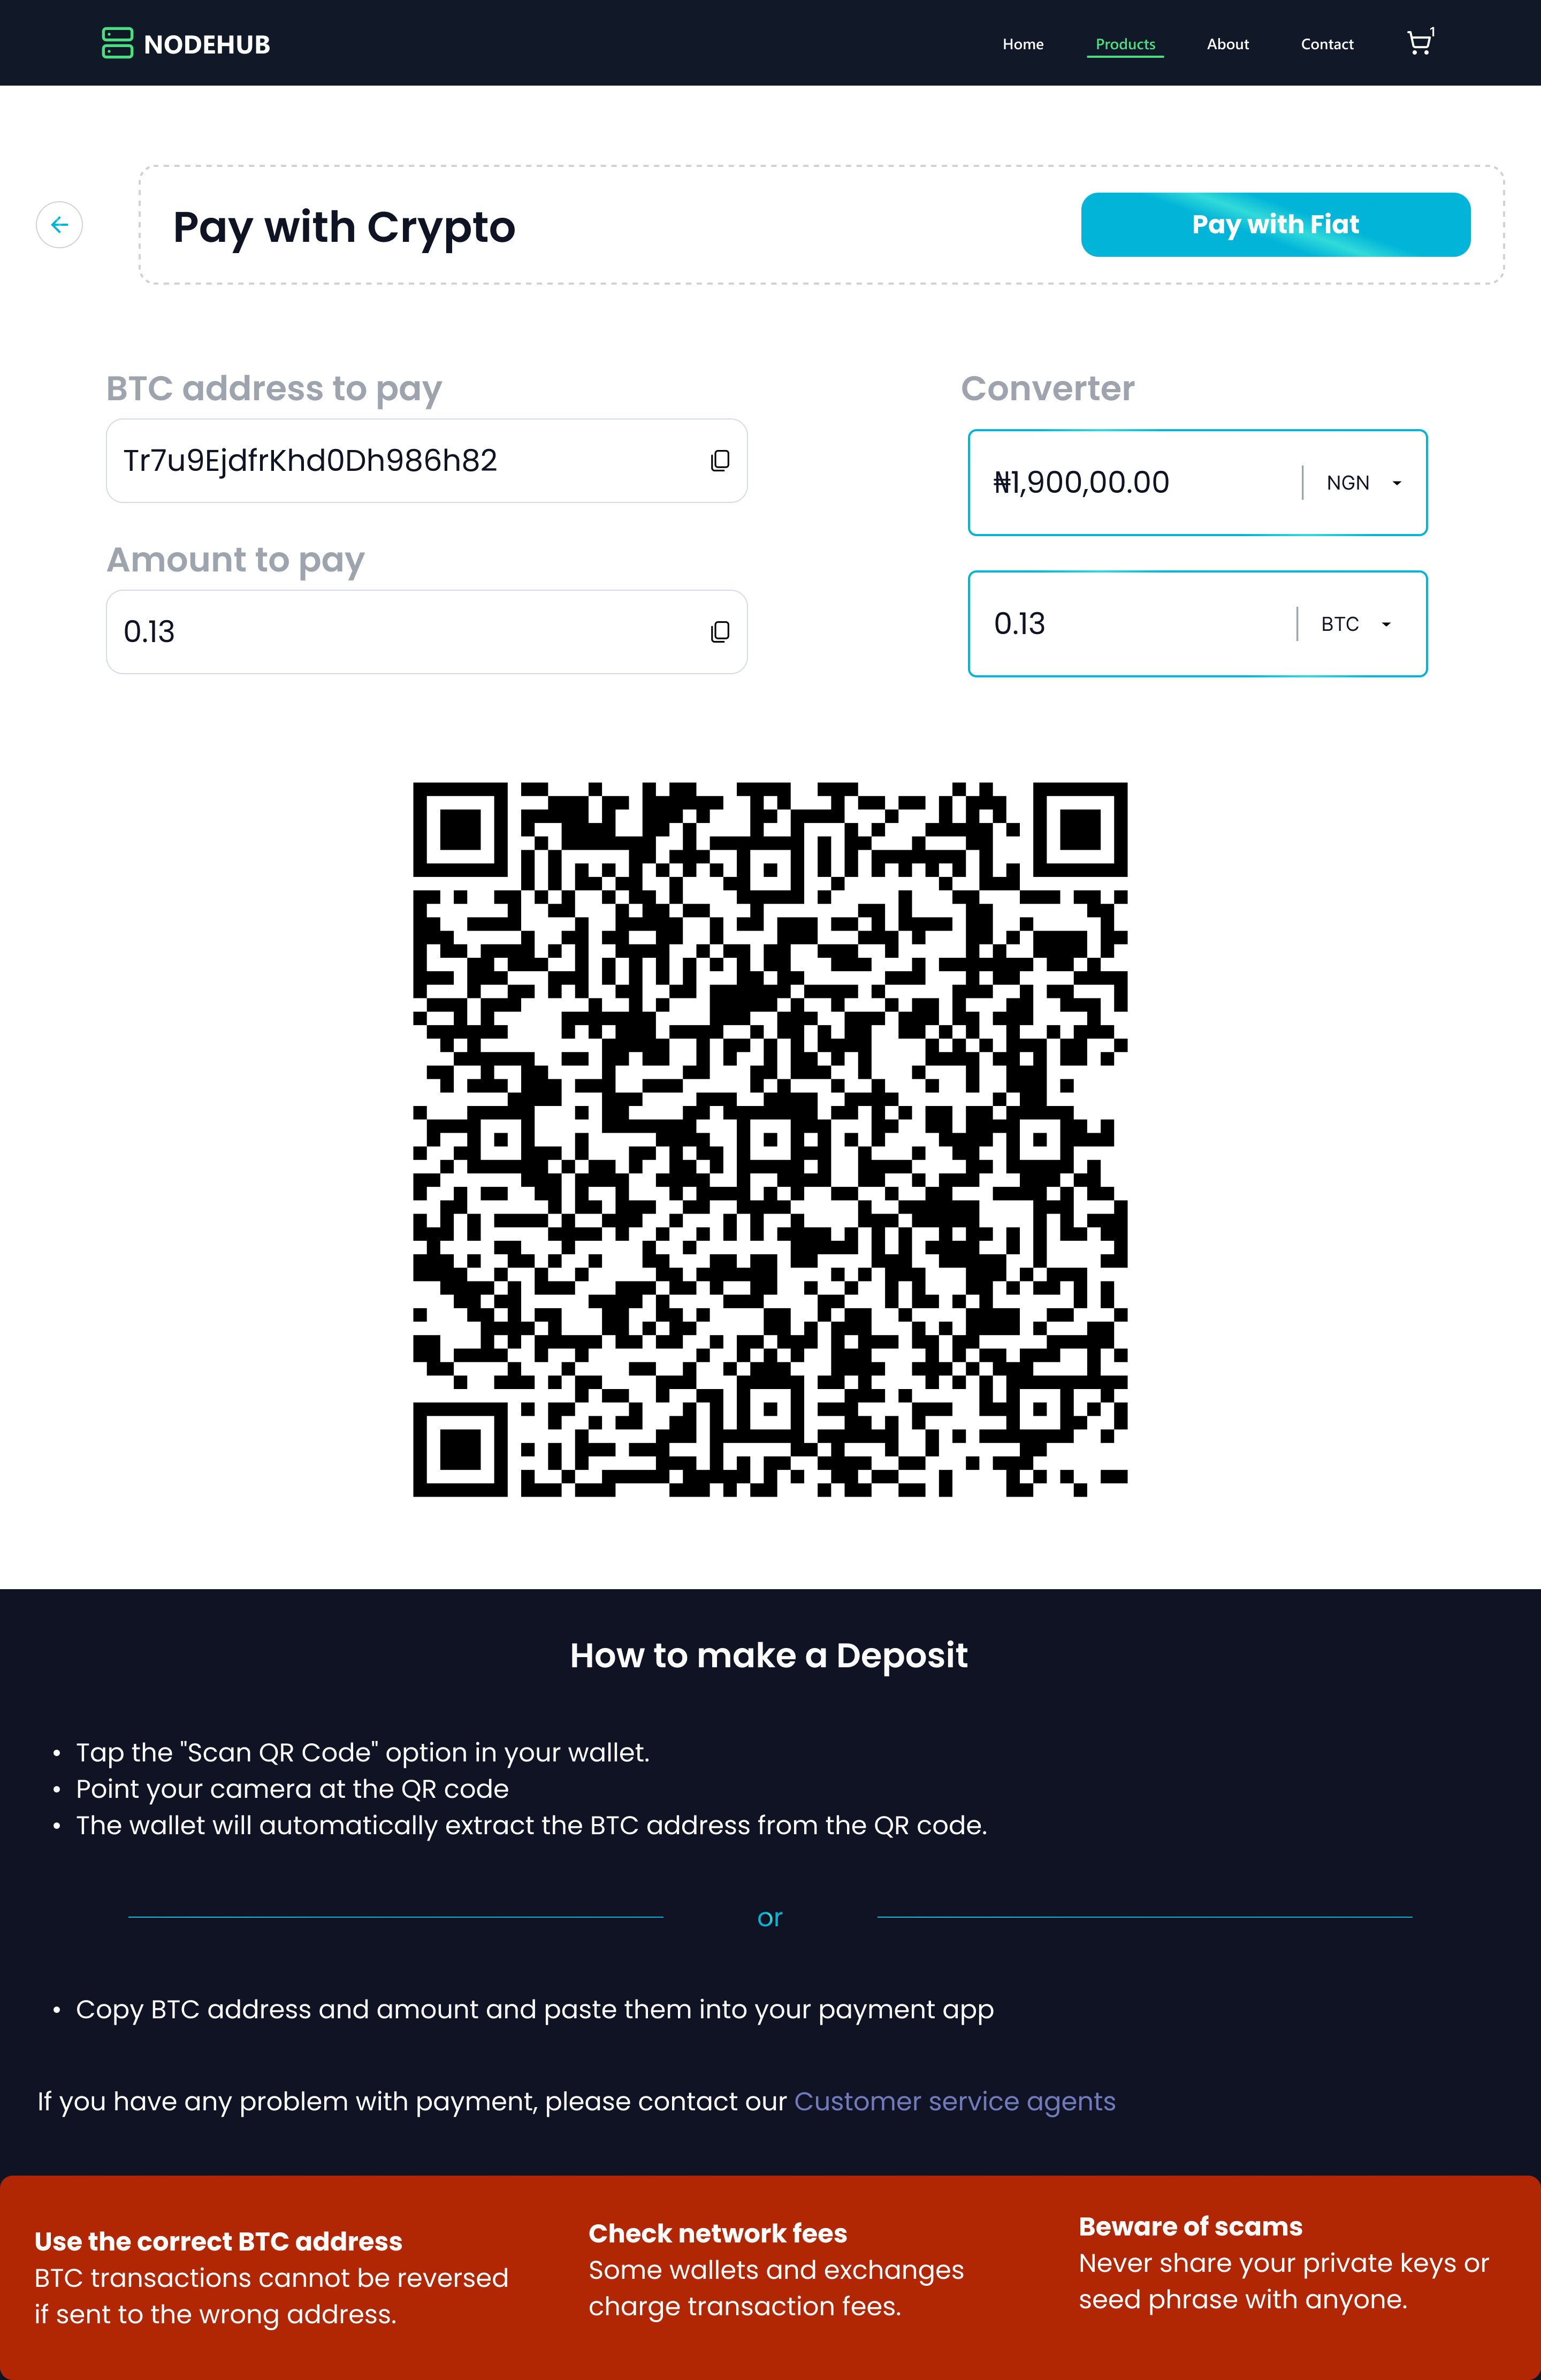 NODEHUB
Home
Products
About
Contact
1
Pay with Crypto
Pay with Fiat
BTC address to pay
Tr7u9EjdfrKhd0Dh986h82
Amount to pay
0.13
Converter
₦1,900,00.00
NGN
0.13
BTC
How to make a Deposit
• Tap the "Scan QR Code" option in your wallet.
• Point your camera at the QR code
• The wallet will automatically extract the BTC address from the QR code.
or
• Copy BTC address and amount and paste them into your payment app
If you have any problem with payment, please contact our Customer service agents
Use the correct BTC address
BTC transactions cannot be reversed
if sent to the wrong address.
Check network fees
Some wallets and exchanges
charge transaction fees.
Beware of scams
Never share your private keys or
seed phrase with anyone.